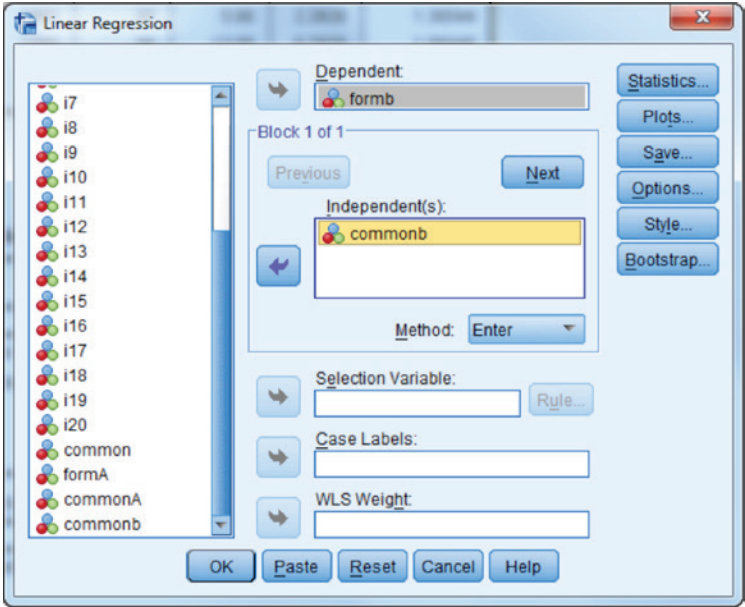 Linear Regression
i7
i8
i9
i10
i11
i12
i13
i14
i15
i16
i17
i18
i19
i20
common
formA
commonA
commonb
Dependent:
formb
Block 1 of 1
Previous
Next
Independent(s):
commonb
Method: Enter
Selection Variable:
Rule...
Case Labels:
WLS Weight:
Statistics...
Plots...
Save...
Options...
Style...
Bootstrap...
OK Paste Reset Cancel Help